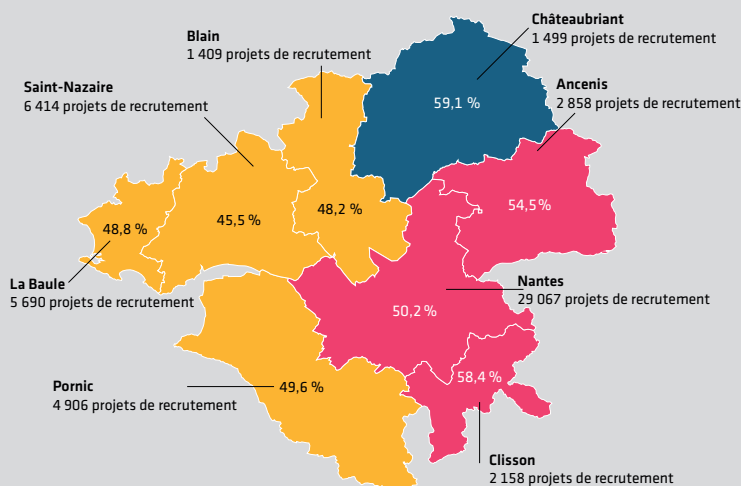 Châteaubriant
1 499 projets de recrutement
Blain
1 409 projets de recrutement
Ancenis
2 858 projets de recrutement
Saint-Nazaire
6 414 projets de recrutement
59,1 %
54,5 %
48,2 %
48,8 %
45,5 %
La Baule
5 690 projets de recrutement
Nantes
29 067 projets de recrutement
50,2 %
58,4 %
Pornic
4 906 projets de recrutement
49,6 %
Clisson
2 158 projets de recrutement